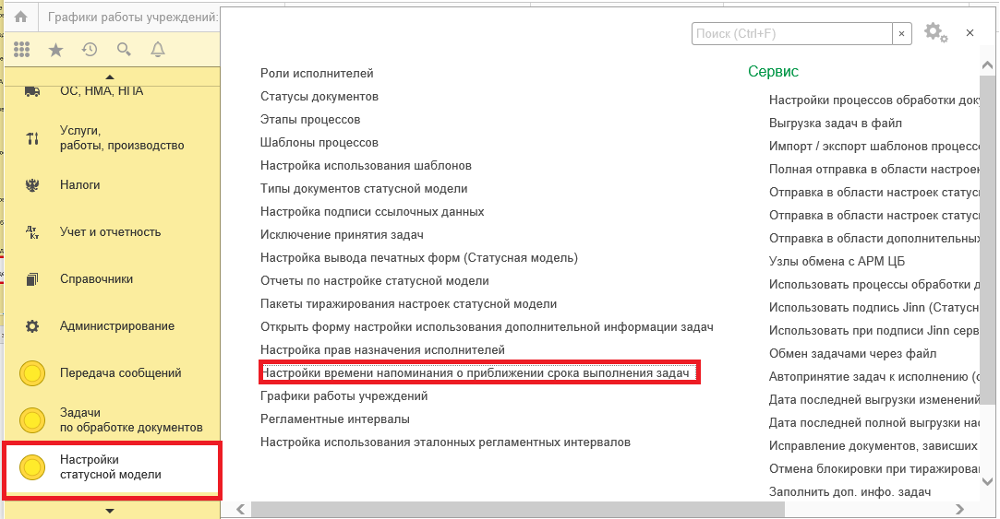 Графики работы учреждений:
Поиск (Ctrl+F)
×
×
ОС, НМА, НПА
Услуги,
работы, производство
Налоги
Дт
Кт
Учет и отчетность
Справочники
Администрирование
Передача сообщений
Задачи
по обработке документов
Настройки
статусной модели
Роли исполнителей
Статусы документов
Этапы процессов
Шаблоны процессов
Настройка использования шаблонов
Типы документов статусной модели
Настройка подписи ссылочных данных
Исключение принятия задач
Настройка вывода печатных форм (Статусная модель)
Отчеты по настройке статусной модели
Пакеты тиражирования настроек статусной модели
Открыть форму настройки использования дополнительной информации задач
Настройка прав назначения исполнителей
Настройки времени напоминания о приближении срока выполнения задач
Графики работы учреждений
Регламентные интервалы
Настройка использования эталонных регламентных интервалов
Сервис
Настройки процессов обработки доку
Выгрузка задач в файл
Импорт / экспорт шаблонов процессо
Полная отправка в области настроек
Отправка в области настроек статус
Отправка в области настроек статус
Отправка в области дополнительных
Узлы обмена с АРМ ЦБ
Использовать процессы обработки д
Использовать подпись Jinn (Статусн
Использовать при подписи Jinn серв
Обмен задачами через файл
Автопринятие задач к исполнению (с
Дата последней выгрузки изменений
Дата последней полной выгрузки нас
Исправление документов, зависших
Отмена блокировки при тиражирован
Заполнить доп. инфо. задач